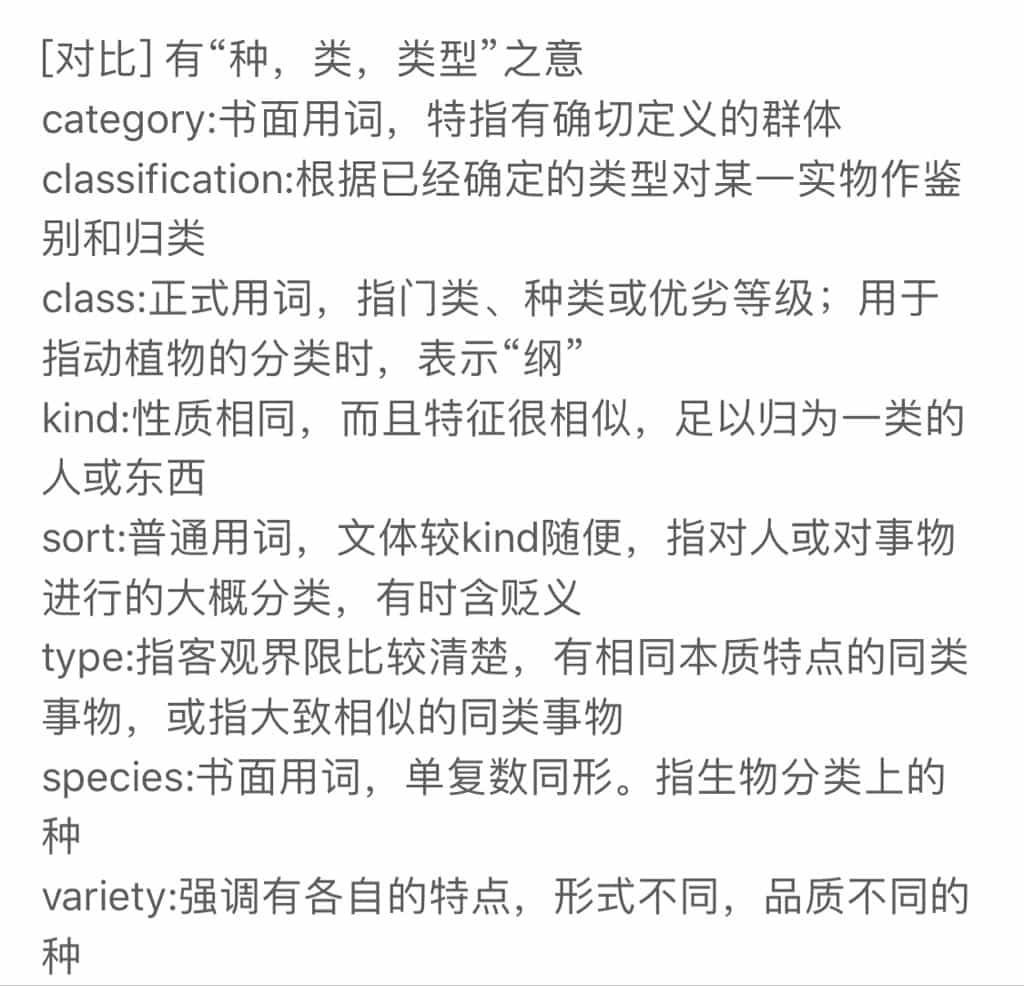 [对比] 有“种，类，类型”之意
category:书面用词，特指有确切定义的群体
classification:根据已经确定的类型对某一实物作鉴
别和归类
class:正式用词，指门类、种类或优劣等级；用于
指动植物的分类时，表示“纲”
kind:性质相同，而且特征很相似，足以归为一类的
人或东西
sort:普通用词，文体较kind随便，指对人或对事物
进行的大概分类，有时含贬义
type:指客观界限比较清楚，有相同本质特点的同类
事物，或指大致相似的同类事物
species:书面用词，单复数同形。指生物分类上的
种
variety:强调有各自的特点，形式不同，品质不同的
种